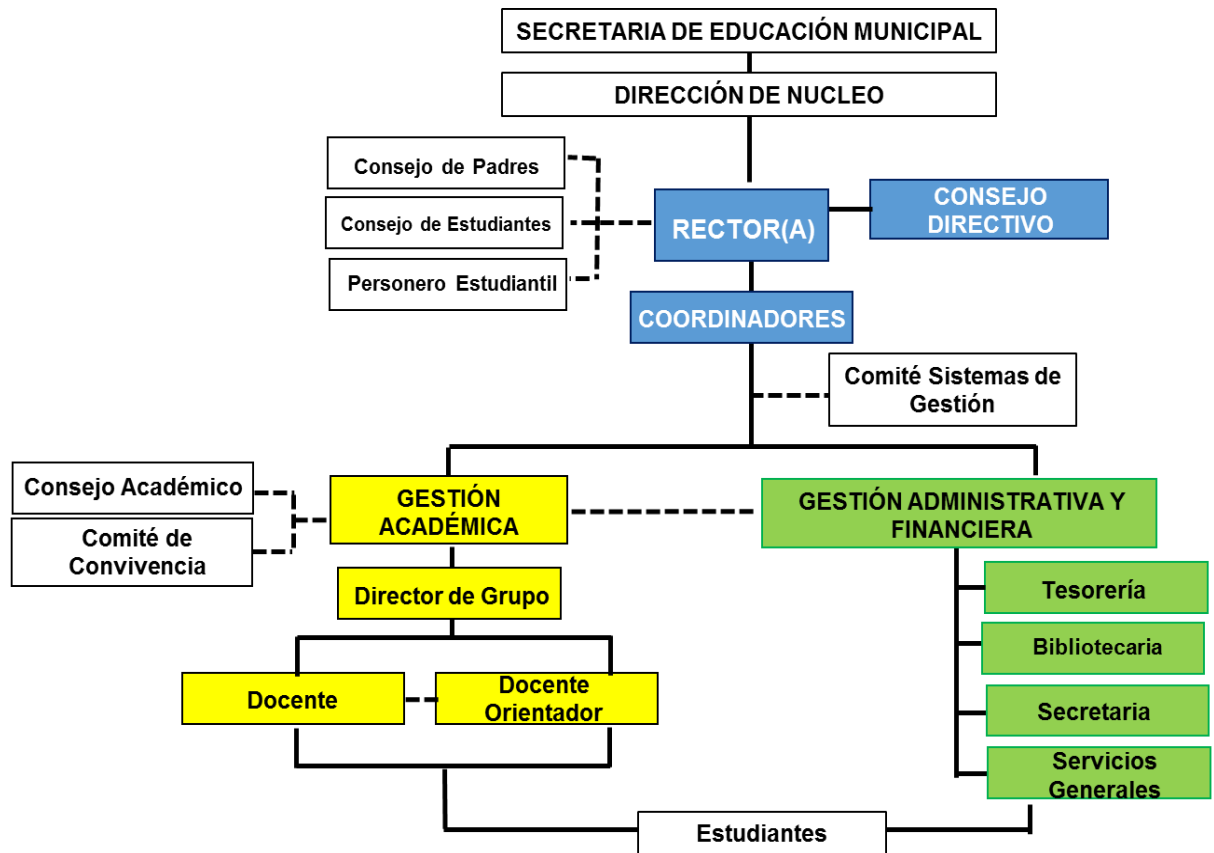 SECRETARIA DE EDUCACIÓN MUNICIPAL
DIRECCIÓN DE NUCLEO
Consejo de Padres
Consejo de Estudiantes
Personero Estudiantil
RECTOR(A)
CONSEJO
DIRECTIVO
COORDINADORES
Comité Sistemas de
Gestión
Consejo Académico
Comité de
Convivencia
GESTIÓN
ACADÉMICA
GESTIÓN ADMINISTRATIVA Y
FINANCIERA
Director de Grupo
Docente
Docente
Orientador
Tesorería
Bibliotecaria
Secretaria
Servicios
Generales
Estudiantes